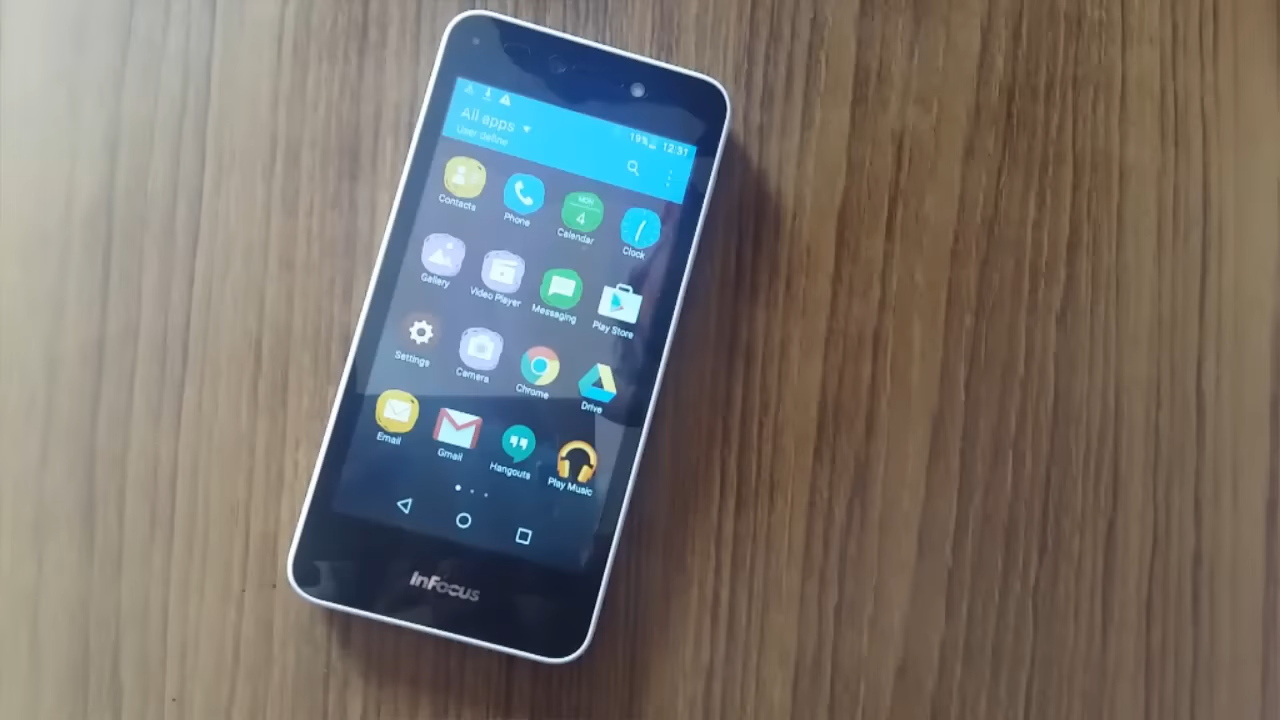 19% 12:31
All apps
User define
Contacts
Phone
MON
4
Calendar
Clock
Gallery
Video Player
Messaging
Play Store
Settings
Camera
Chrome
Drive
Email
Gmail
Hangouts
Play Music
InFocus